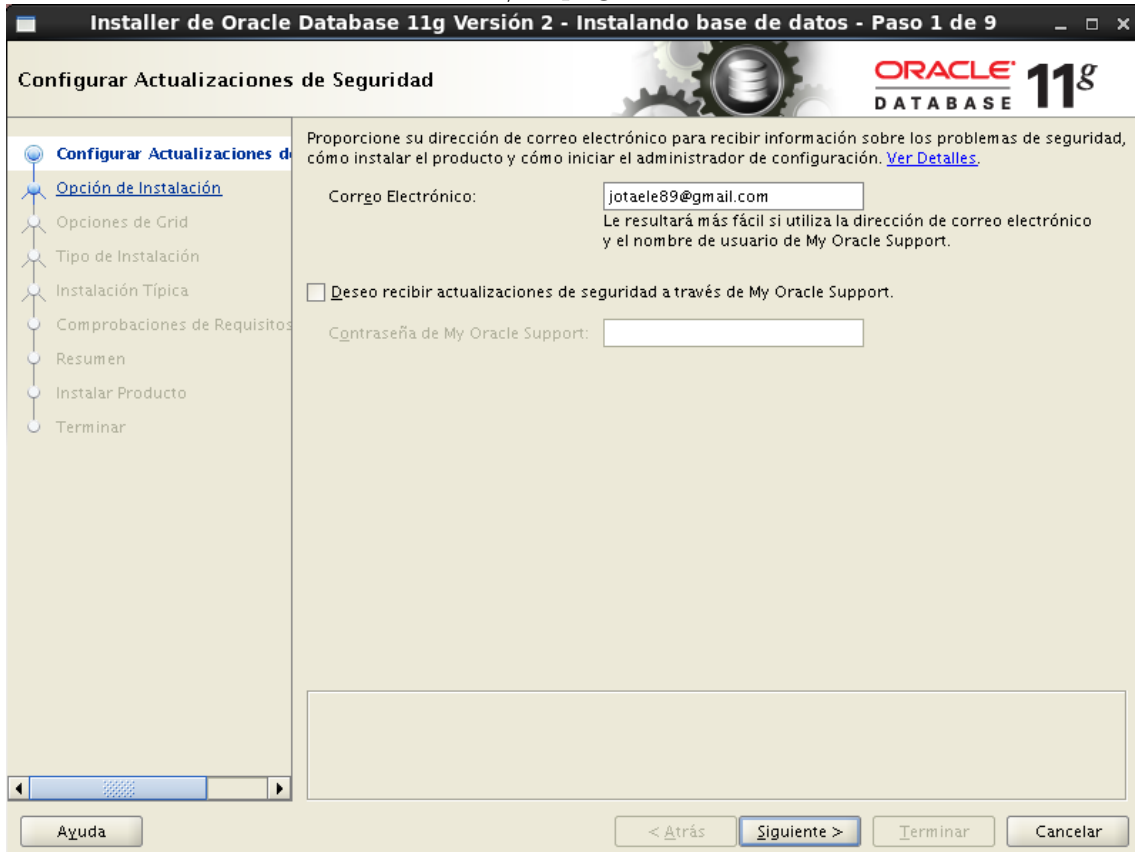 Installer de Oracle Database 11g Versión 2 - Instalando base de datos - Paso 1 de 9
Configurar Actualizaciones de Seguridad
ORACLE
DATABASE
11g
Configurar Actualizaciones de
Opción de Instalación
Opciones de Grid
Tipo de Instalación
Instalación Típica
Comprobaciones de Requisitos
Resumen
Instalar Producto
Terminar
Proporcione su dirección de correo electrónico para recibir información sobre los problemas de seguridad,
cómo instalar el producto y cómo iniciar el administrador de configuración. Ver Detalles.
Correo Electrónico: jotaele89@gmail.com
Le resultará más fácil si utiliza la dirección de correo electrónico
y el nombre de usuario de My Oracle Support.
Deseo recibir actualizaciones de seguridad a través de My Oracle Support.
Contraseña de My Oracle Support:
Ayuda
< Atrás Siguiente > Terminar Cancelar